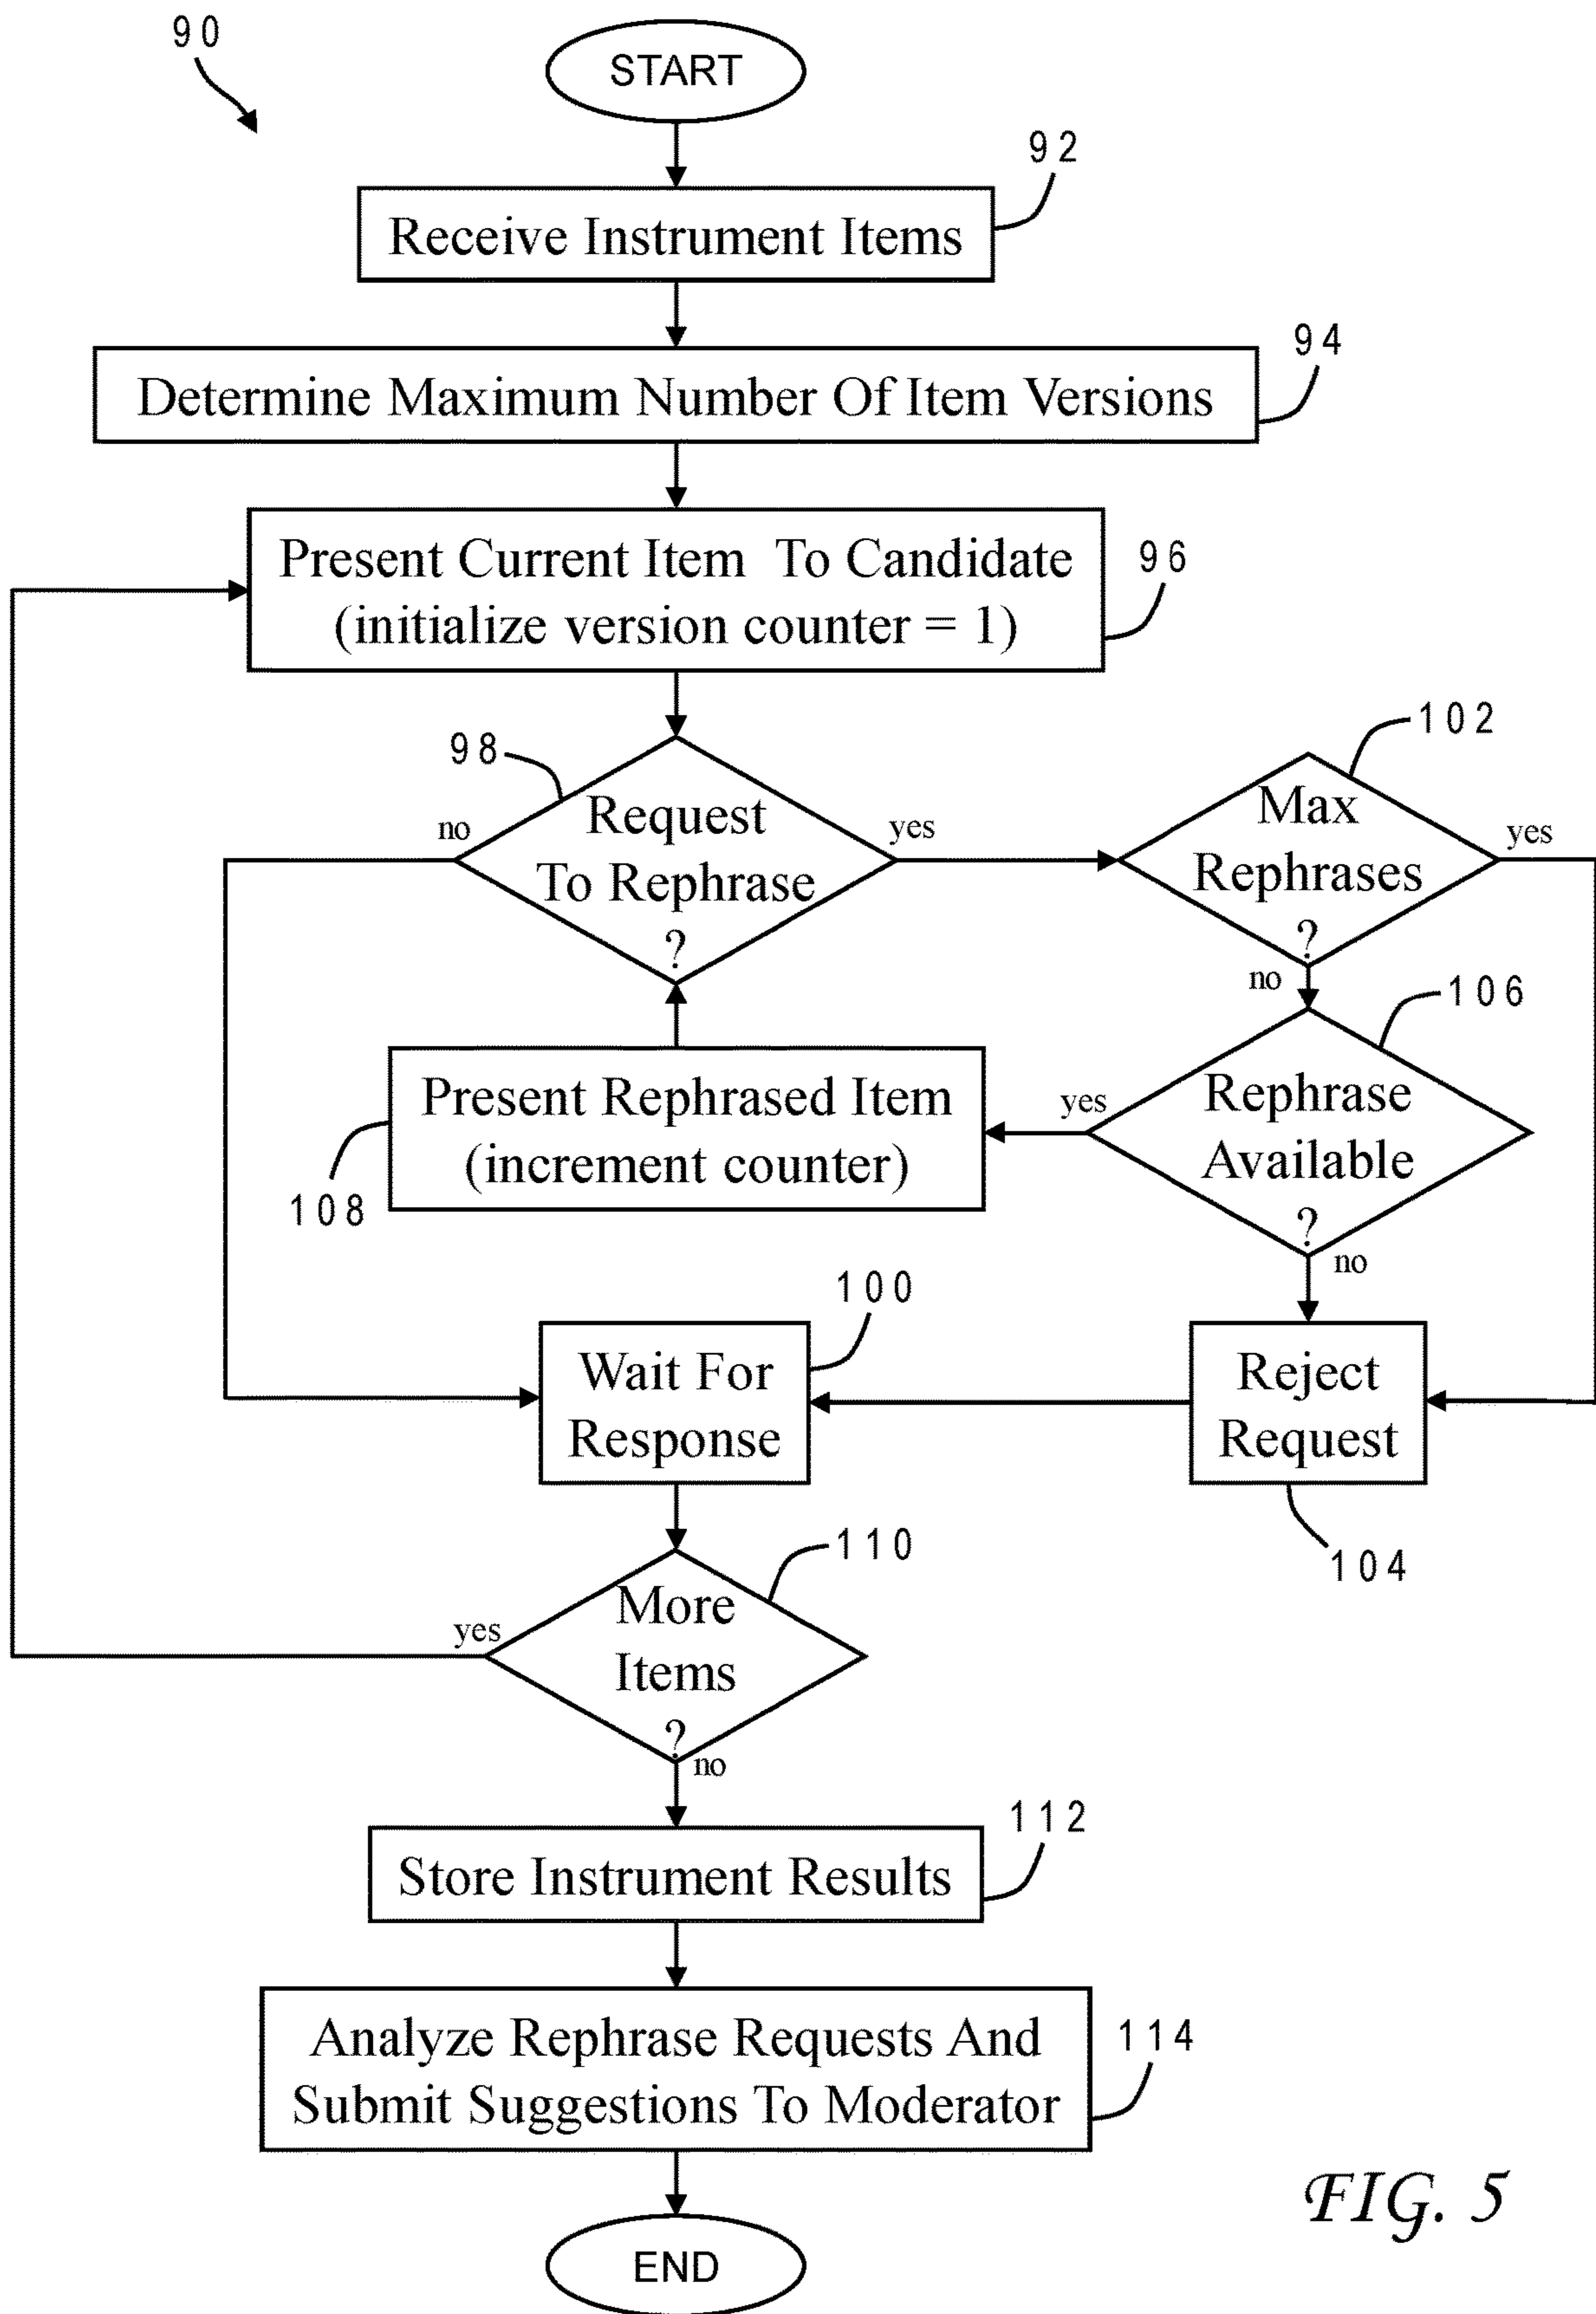 90
START
92
Receive Instrument Items
94
Determine Maximum Number Of Item Versions
Present Current Item To Candidate
(initialize version counter = 1)
96
98
Request
To Rephrase
?
no
yes
102
Max
Rephrases
?
yes
no
106
Rephrase
Available
?
yes
no
Present Rephrased Item
(increment counter)
108
100
Wait For
Response
Reject
Request
104
110
More
Items
?
yes
no
112
Store Instrument Results
Analyze Rephrase Requests And
Submit Suggestions To Moderator
114
END
FIG. 5